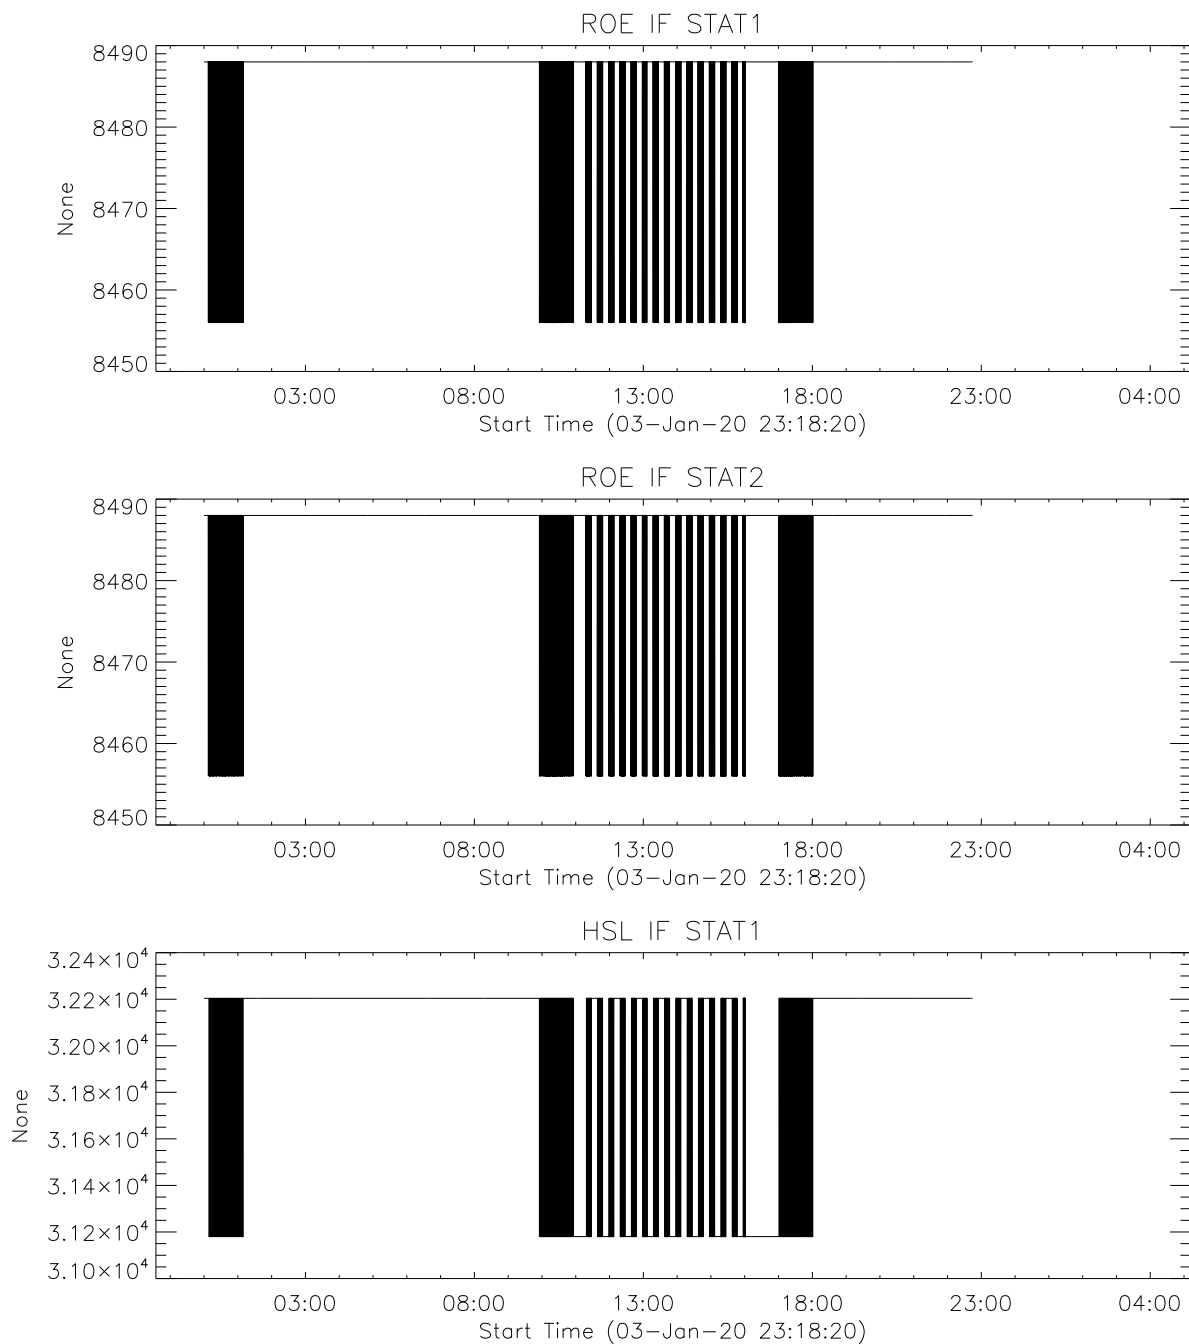 ROE IF STAT1
8490
8480
8470
8460
8450
None
03:00 08:00 13:00 18:00 23:00 04:00
Start Time (03-Jan-20 23:18:20)
ROE IF STAT2
8490
8480
8470
8460
8450
None
03:00 08:00 13:00 18:00 23:00 04:00
Start Time (03-Jan-20 23:18:20)
HSL IF STAT1
3.24×10⁴
3.22×10⁴
3.20×10⁴
3.18×10⁴
3.16×10⁴
3.14×10⁴
3.12×10⁴
3.10×10⁴
None
03:00 08:00 13:00 18:00 23:00 04:00
Start Time (03-Jan-20 23:18:20)